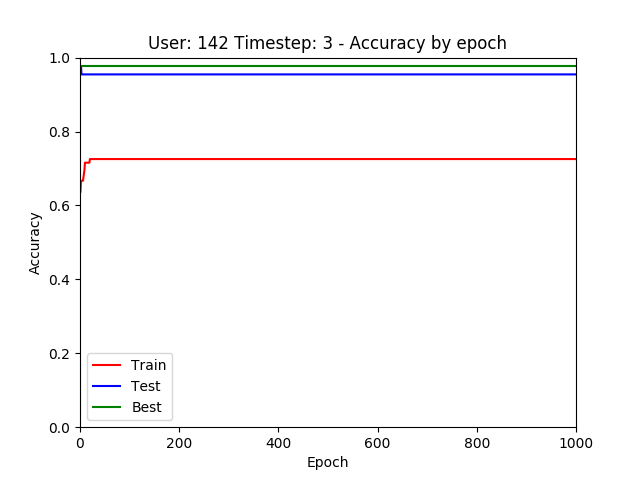 User: 142 Timestep: 3 - Accuracy by epoch
1.0
0.8
0.6
0.4
0.2
0.0
Accuracy
Train
Test
Best
0 200 400 600 800 1000
Epoch